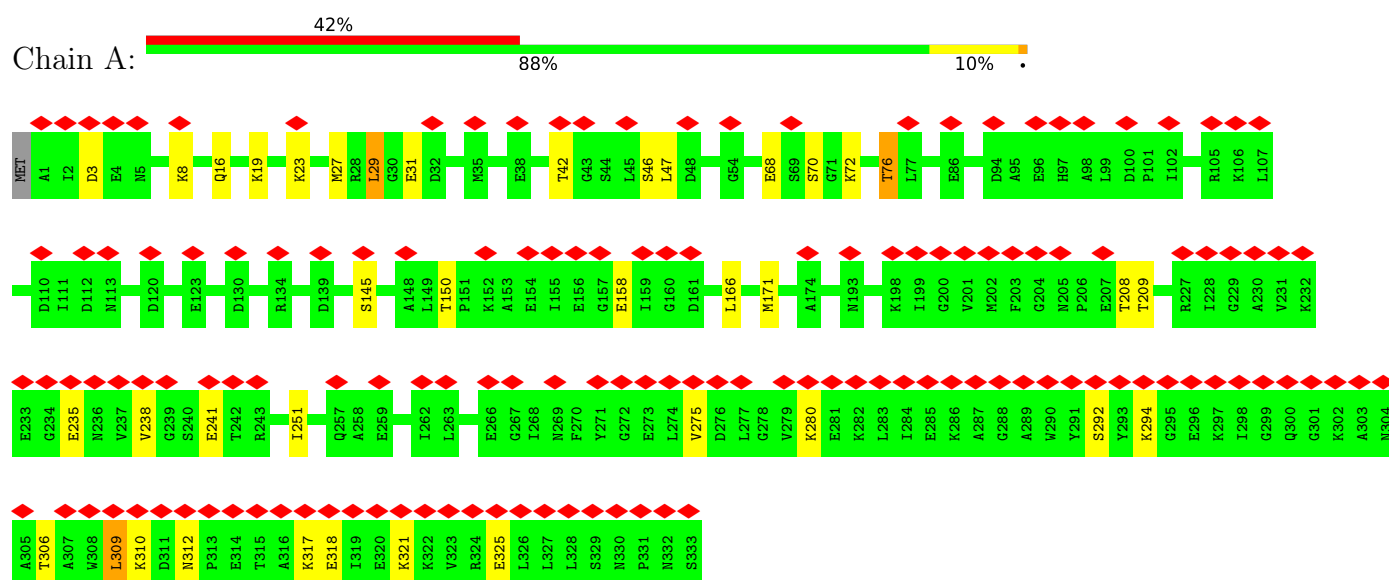 42%
Chain A:
88% 10% •
MET A1 I2 D3 E4 N5 K8 Q16 K19 K23 M27 R28 L29 G30 E31 D32 M35 E38 T42 G43 S44 L45 S46 L47 D48 G54 E68 S69 S70 G71 K72 T76 L77 E86 D94 A95 E96 H97 A98 L99 D100 P101 I102 R105 K106 L107
D110 I111 D112 N113 D120 E123 D130 R134 D139 S145 A148 L149 T150 P151 K152 A153 E154 I155 E156 G157 E158 I159 G160 D161 L166 M171 A174 N193 K198 I199 G200 V201 M202 F203 G204 N205 P206 E207 T208 T209 R227 I228 G229 A230 V231 K232
E233 G234 E235 N236 V237 V238 G239 S240 E241 T242 R243 I251 Q257 A258 E259 I262 L263 E266 G267 I268 N269 F270 Y271 G272 E273 L274 V275 D276 L277 G278 V279 K280 E281 K282 L283 I284 E285 K286 A287 G288 A289 W290 Y291 S292 Y293 K294 G295 E296 K297 I298 G299 Q300 G301 K302 A303 N304
A305 T306 A307 W308 L309 K310 D311 N312 P313 E314 T315 A316 K317 E318 I319 E320 K321 K322 V323 R324 E325 L326 L327 L328 S329 N330 P331 N332 S333